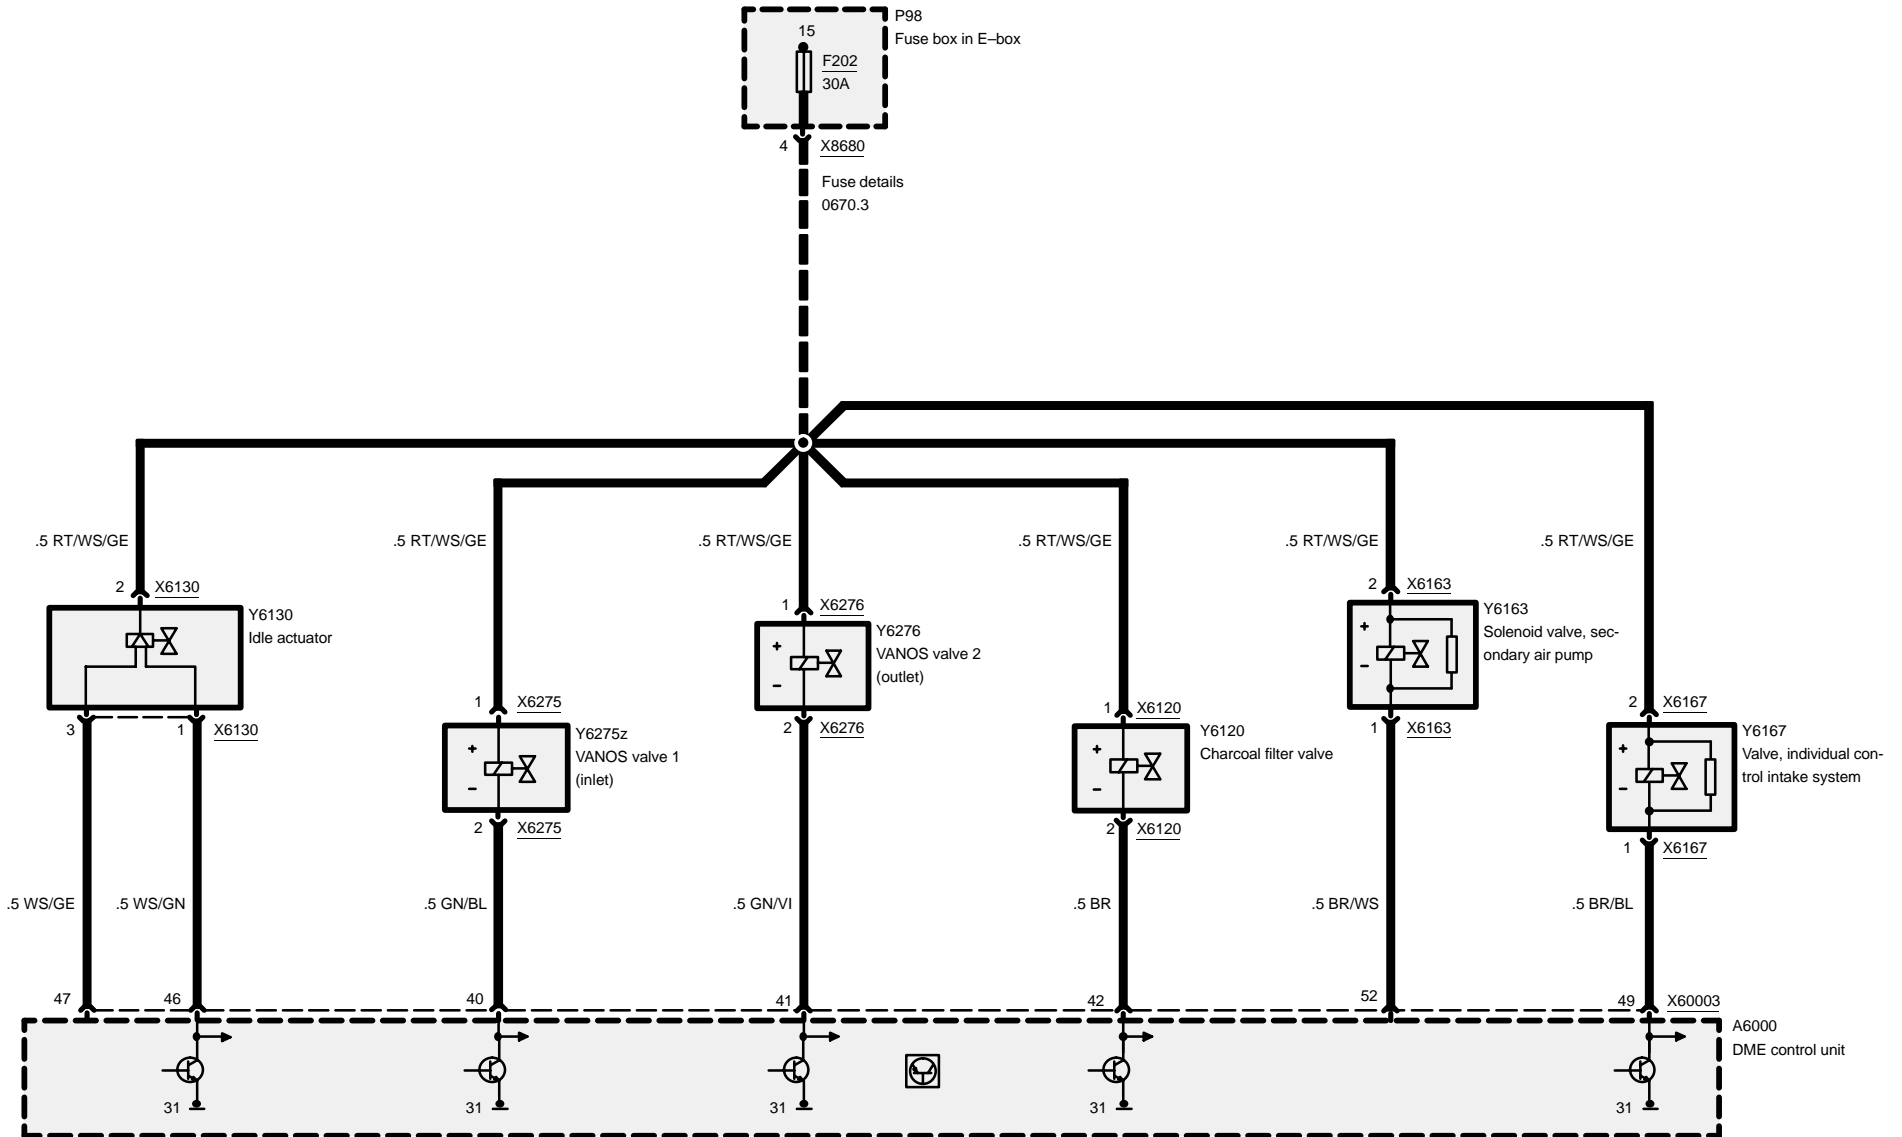 P98
15
Fuse box in E–box
F202
30A
4 X8680
Fuse details
0670.3
.5 RT/WS/GE .5 RT/WS/GE .5 RT/WS/GE .5 RT/WS/GE .5 RT/WS/GE .5 RT/WS/GE
2 X6130
Y6130
Idle actuator
3 1 X6130
1 X6275
Y6275z
VANOS valve 1
(inlet)
+
–
2 X6275
1 X6276
Y6276
VANOS valve 2
(outlet)
+
–
2 X6276
1 X6120
Y6120
Charcoal filter valve
+
–
2 X6120
2 X6163
Y6163
Solenoid valve, sec-
ondary air pump
+
–
1 X6163
2 X6167
Y6167
Valve, individual con-
trol intake system
+
–
1 X6167
.5 WS/GE .5 WS/GN .5 GN/BL .5 GN/VI .5 BR .5 BR/WS .5 BR/BL
47 46 40 41 42 52 49 X60003
A6000
DME control unit
31 31 31 31 31